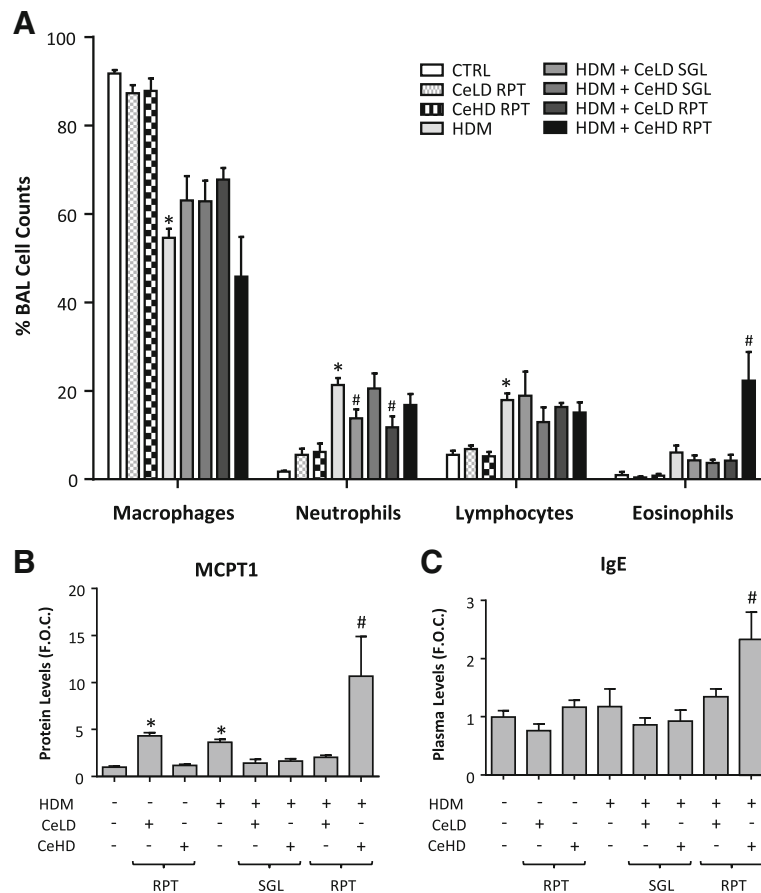 A
% BAL Cell Counts
100
80
60
40
20
0
CTRL
CeLD RPT
CeHD RPT
HDM
HDM + CeLD SGL
HDM + CeHD SGL
HDM + CeLD RPT
HDM + CeHD RPT
*
* # #
*
#
Macrophages Neutrophils Lymphocytes Eosinophils
B
MCPT1
Protein Levels (F.O.C.)
20
15
10
5
0
* * #
HDM - - - + + + + +
CeLD - + - - + - + -
CeHD - - + - - + - +
RPT SGL RPT
C
IgE
Plasma Levels (F.O.C.)
3
2
1
0
#
HDM - - - + + + + +
CeLD - + - - + - + -
CeHD - - + - - + - +
RPT SGL RPT